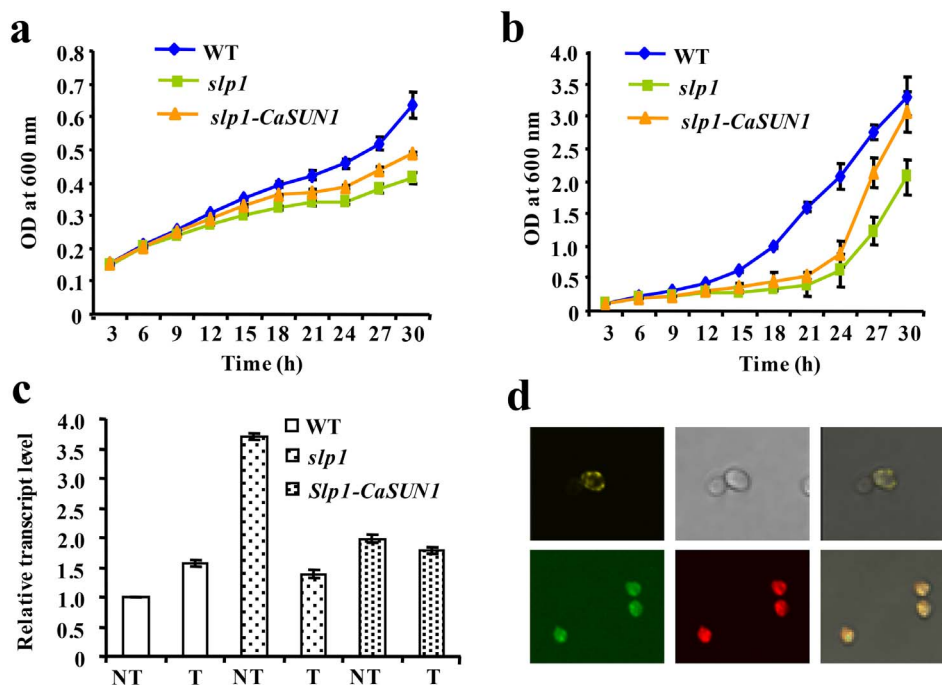 a
0.8
0.7
0.6
0.5
0.4
0.3
0.2
0.1
0
OD at 600 nm
WT
slp1
slp1-CaSUN1
3 6 9 12 15 18 21 24 27 30
Time (h)
b
4.0
3.5
3.0
2.5
2.0
1.5
1.0
0.5
0
OD at 600 nm
WT
slp1
slp1-CaSUN1
3 6 9 12 15 18 21 24 27 30
Time (h)
c
4.0
3.5
3.0
2.5
2.0
1.5
1.0
0.5
0
Relative transcript level
WT
slp1
Slp1-CaSUN1
NT T NT T NT T
d